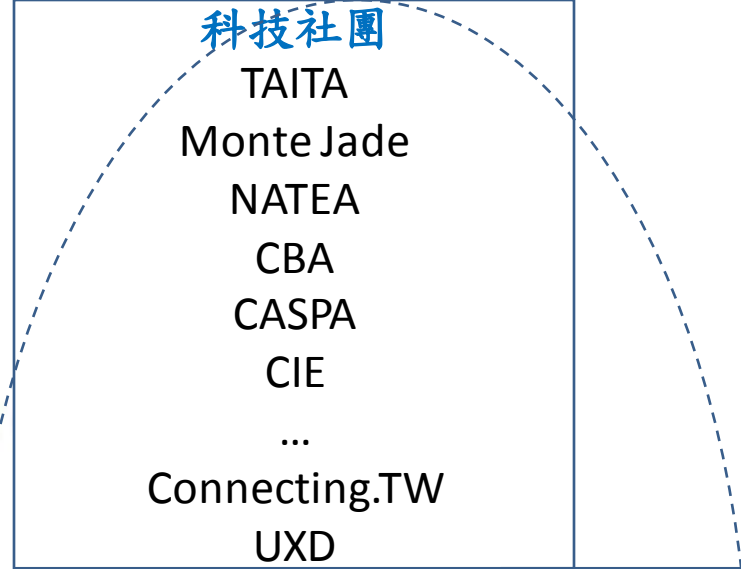 科技社團
TAITA
Monte Jade
NATEA
CBA
CASPA
CIE
...
Connecting.TW
UXD